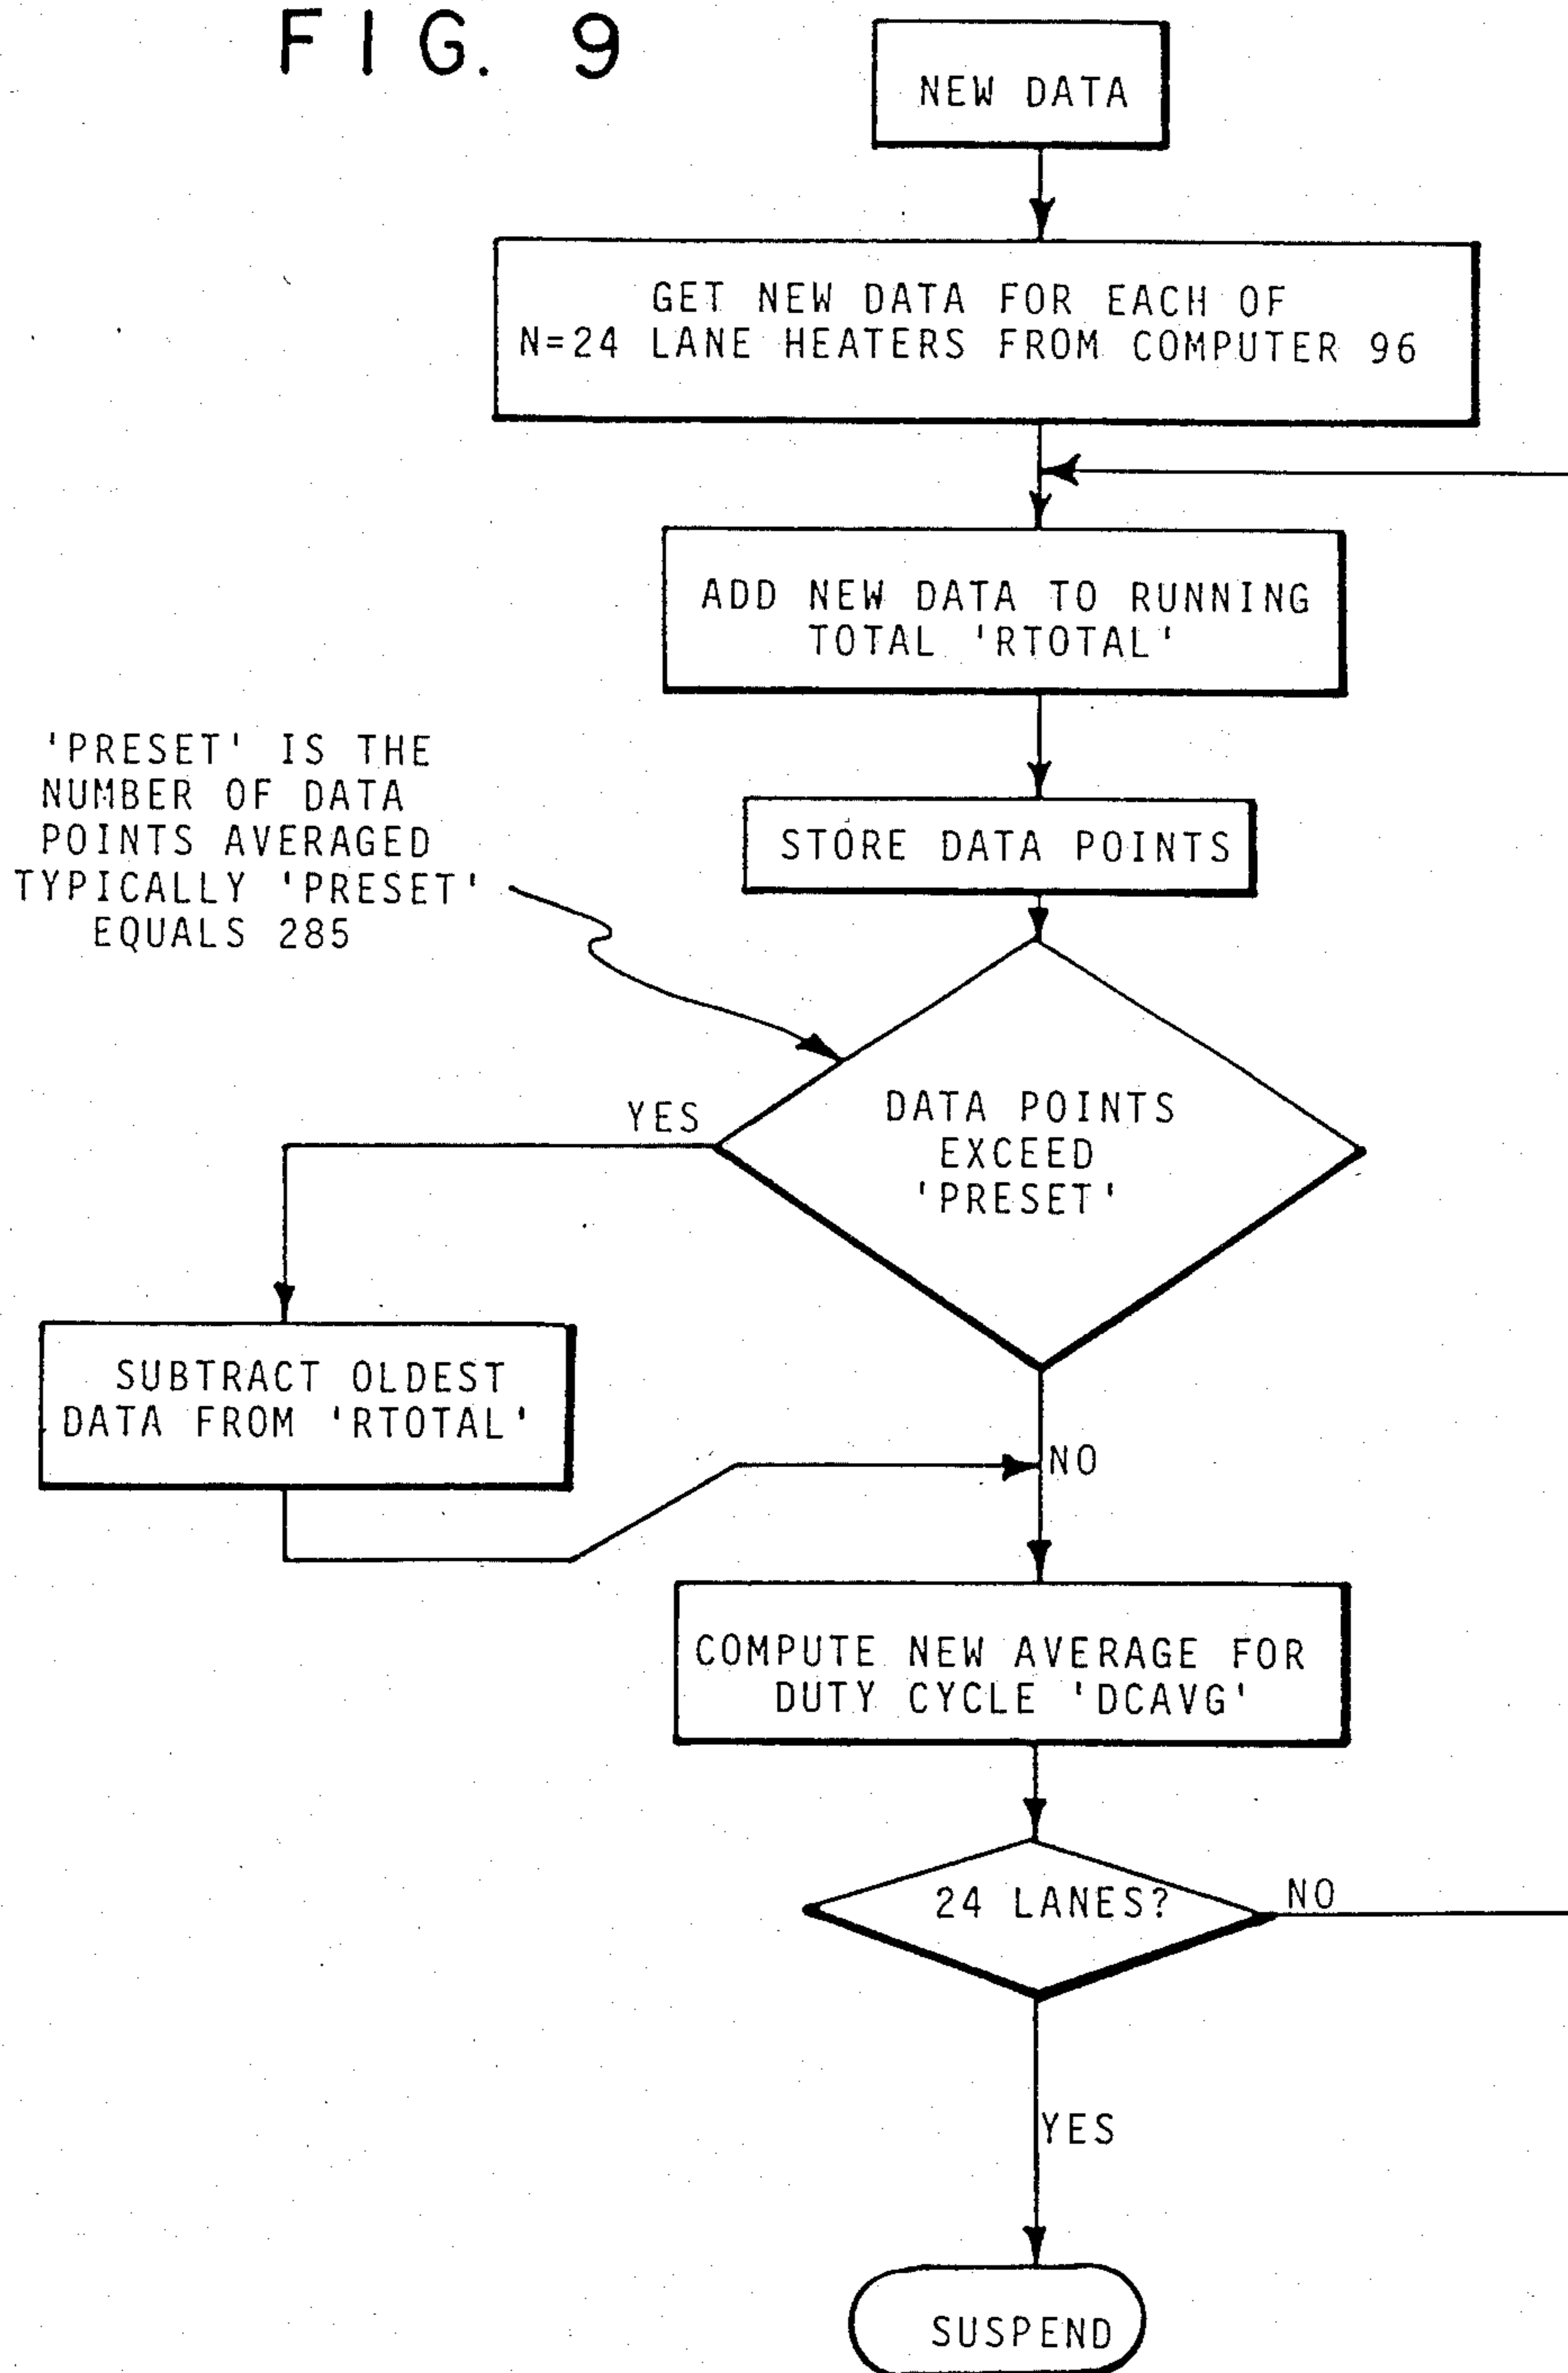 FIG. 9
NEW DATA
GET NEW DATA FOR EACH OF
N=24 LANE HEATERS FROM COMPUTER 96
ADD NEW DATA TO RUNNING
TOTAL 'RTOTAL'
STORE DATA POINTS
'PRESET' IS THE
NUMBER OF DATA
POINTS AVERAGED
TYPICALLY 'PRESET'
EQUALS 285
DATA POINTS
EXCEED
'PRESET'
YES
SUBTRACT OLDEST
DATA FROM 'RTOTAL'
NO
COMPUTE NEW AVERAGE FOR
DUTY CYCLE 'DCAVG'
24 LANES?
NO
YES
SUSPEND